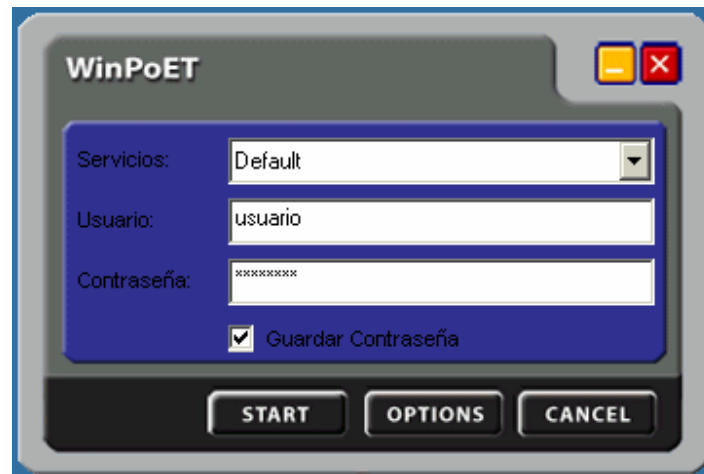 WinPoET
Servicios: Default
Usuario: usuario
Contraseña: ********
Guardar Contraseña
START OPTIONS CANCEL